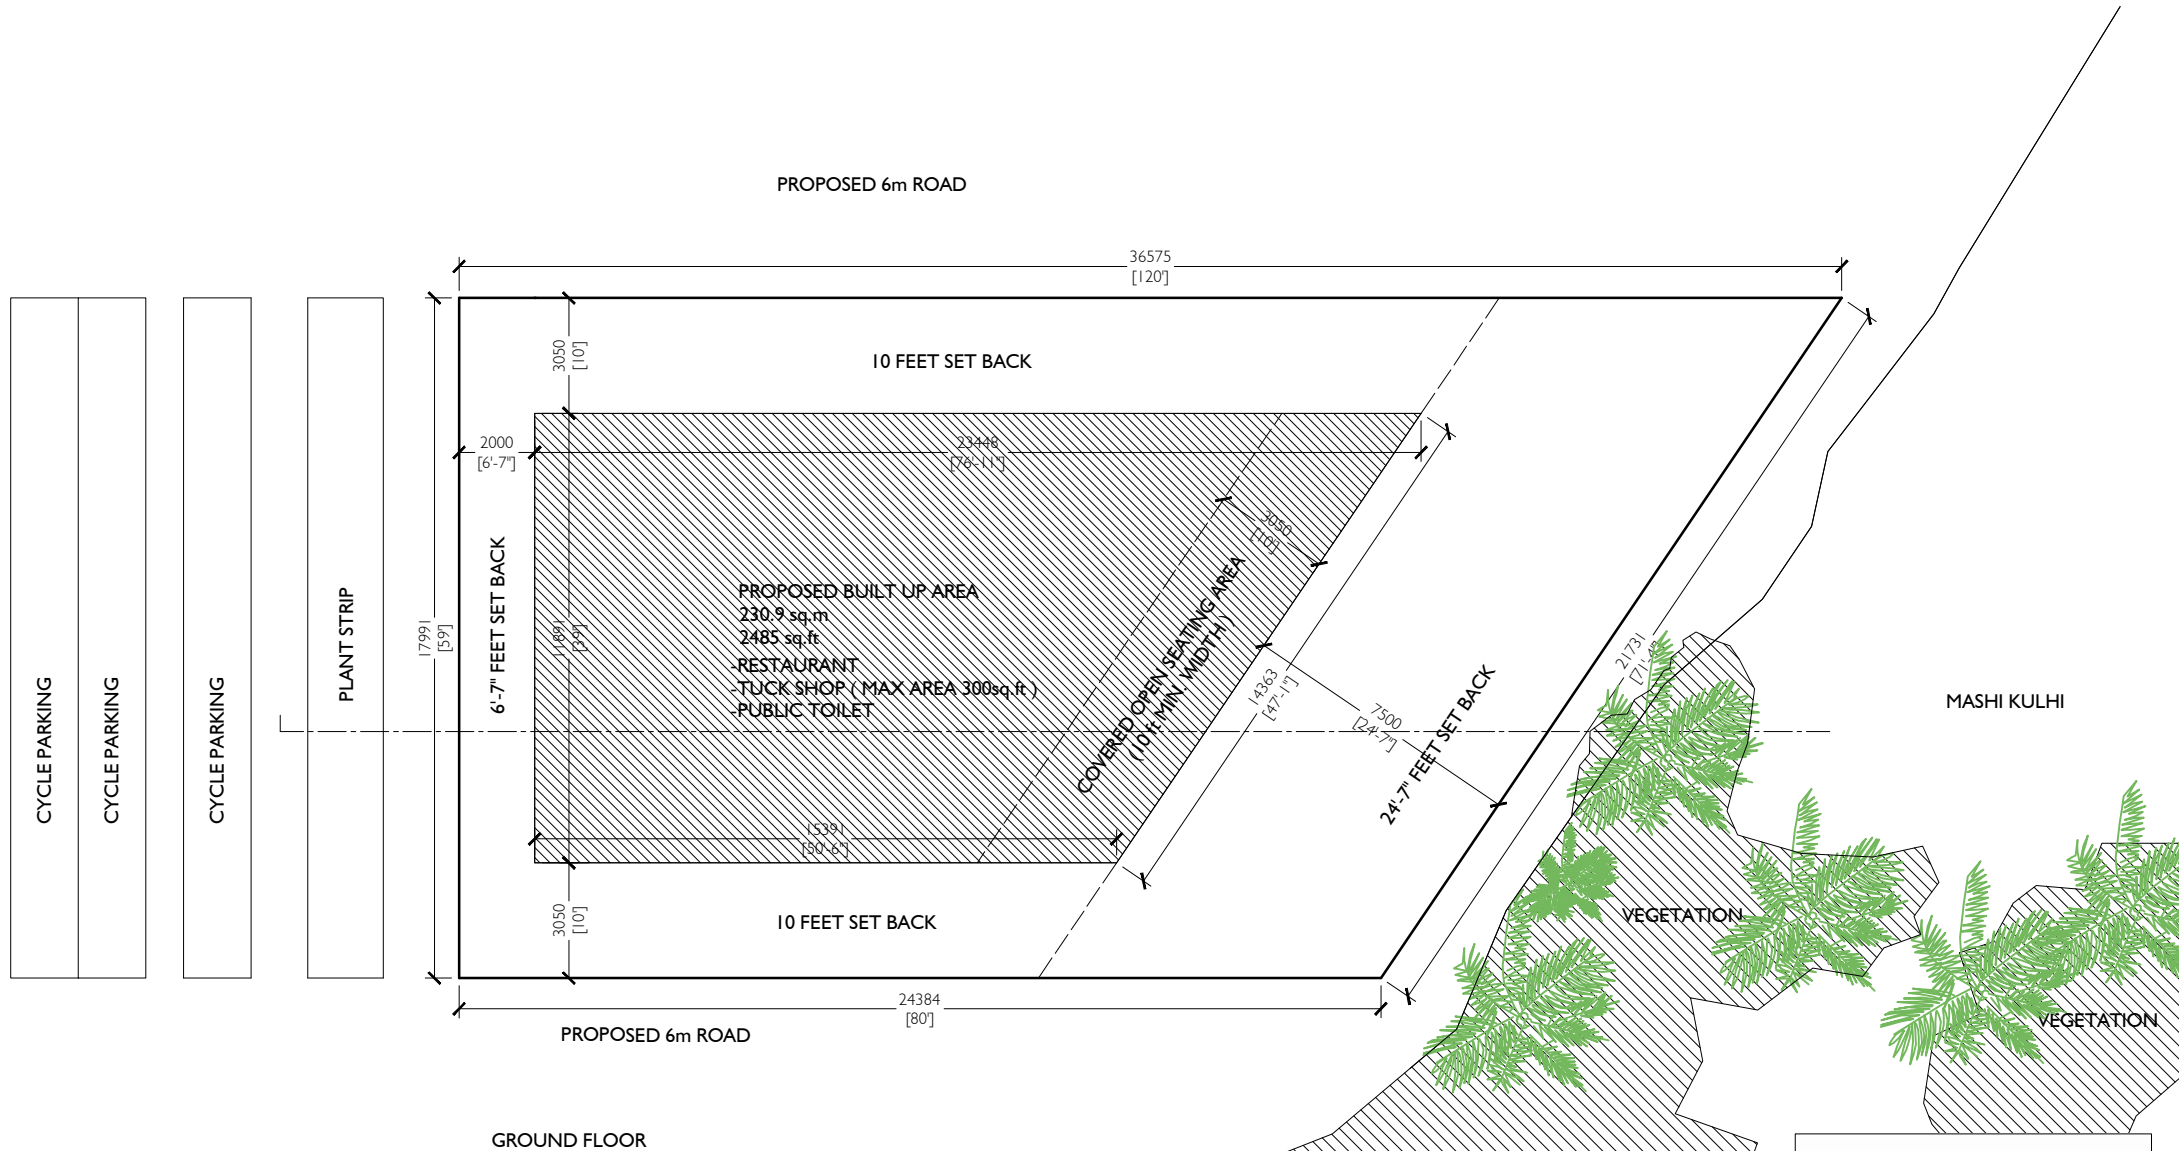 PROPOSED 6m ROAD
36575
[120']
3050
[10']
10 FEET SET BACK
2000
[6'-7"]
23448
[76'-11"]
3050
[10']
17991
[59']
6'-7" FEET SET BACK
11891
[39']
PROPOSED BUILT UP AREA
230.9 sq.m
2485 sq.ft
-RESTAURANT
-TUCK SHOP ( MAX AREA 300sq.ft )
-PUBLIC TOILET
COVERED OPEN SEATING AREA
(10 ft MIN. WIDTH )
14363
[47'-1"]
7500
[24'-7"]
24'-7" FEET SET BACK
21731
[71'-4"]
PLANT STRIP
CYCLE PARKING
CYCLE PARKING
CYCLE PARKING
MASHI KULHI
15391
[50'-6"]
3050
[10']
10 FEET SET BACK
VEGETATION
24384
[80']
VEGETATION
PROPOSED 6m ROAD
GROUND FLOOR